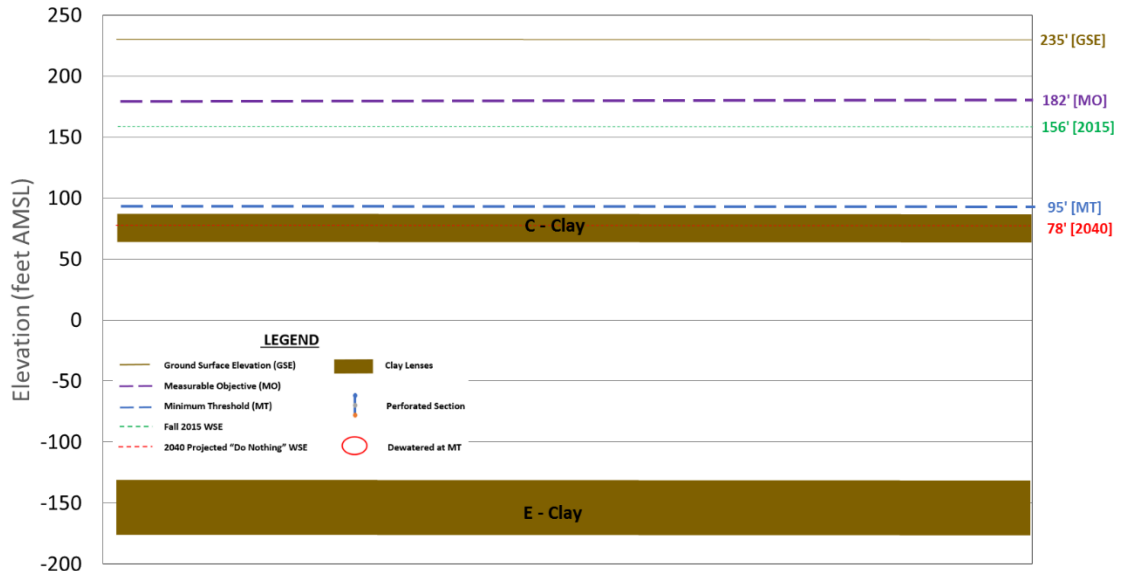 Elevation (feet AMSL)
250
200
150
100
50
0
-50
-100
-150
-200
235' [GSE]
182' [MO]
156' [2015]
95' [MT]
78' [2040]
C - Clay
LEGEND
Ground Surface Elevation (GSE)
Clay Lenses
Measurable Objective (MO)
Minimum Threshold (MT)
Perforated Section
Fall 2015 WSE
2040 Projected “Do Nothing” WSE
Dewatered at MT
E - Clay